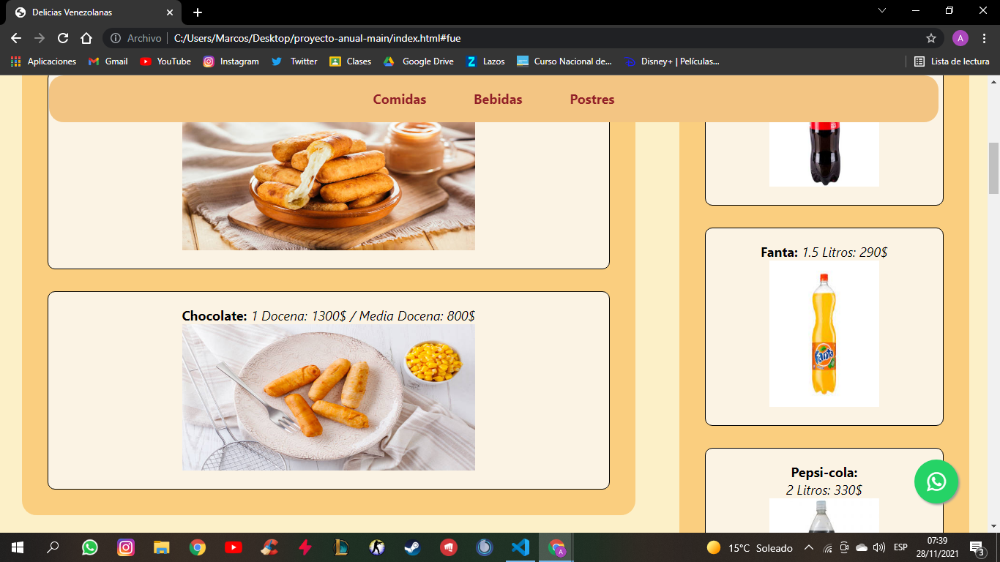 Delicias Venezolanas
Archivo C:/Users/Marcos/Desktop/proyecto-anual-main/index.html#fue
A
Aplicaciones Gmail YouTube Instagram Twitter Clases Google Drive Lazos Curso Nacional de... Disney+ | Películas... Lista de lectura
Comidas Bebidas Postres
Fanta: 1.5 Litros: 290$
Fanta
Chocolate: 1 Docena: 1300$ / Media Docena: 800$
Pepsi-cola:
2 Litros: 330$
15°C Soleado ESP 07:39
28/11/2021
3